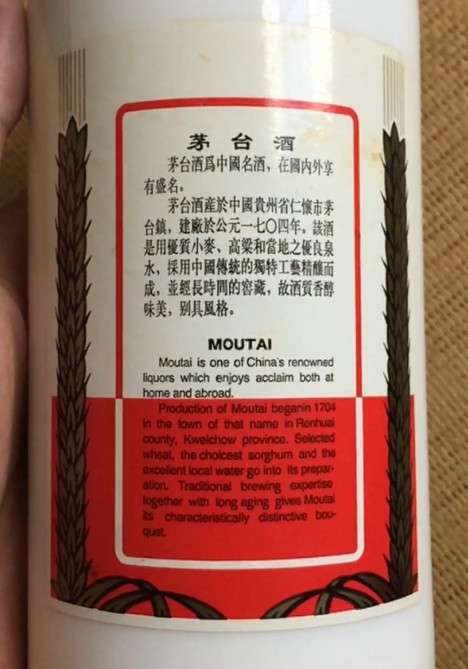 茅台酒
茅台酒爲中國名酒，在國内外享
有盛名。
茅台酒產於中國貴州省仁懷市茅
台鎮，建廠於公元一七〇四年。該酒
是用優質小麥、高粱和當地之優良泉
水，採用中國傳統的獨特工藝精釀而
成，並經長時間的窖藏，故酒質香醇
味美，别具風格。
MOUTAI
Moutai is one of China's renowned
liquors which enjoys acclaim both at
home and abroad.
Production of Moutai beganin 1704
in the town of that name in Renhuai
county, Kweichow province. Selected
wheat, the choicest sorghum and the
excellent local water go into its prepar-
ation. Traditional brewing expertise
together with long aging gives Moutai
its characteristically distinctive bou-
quet.